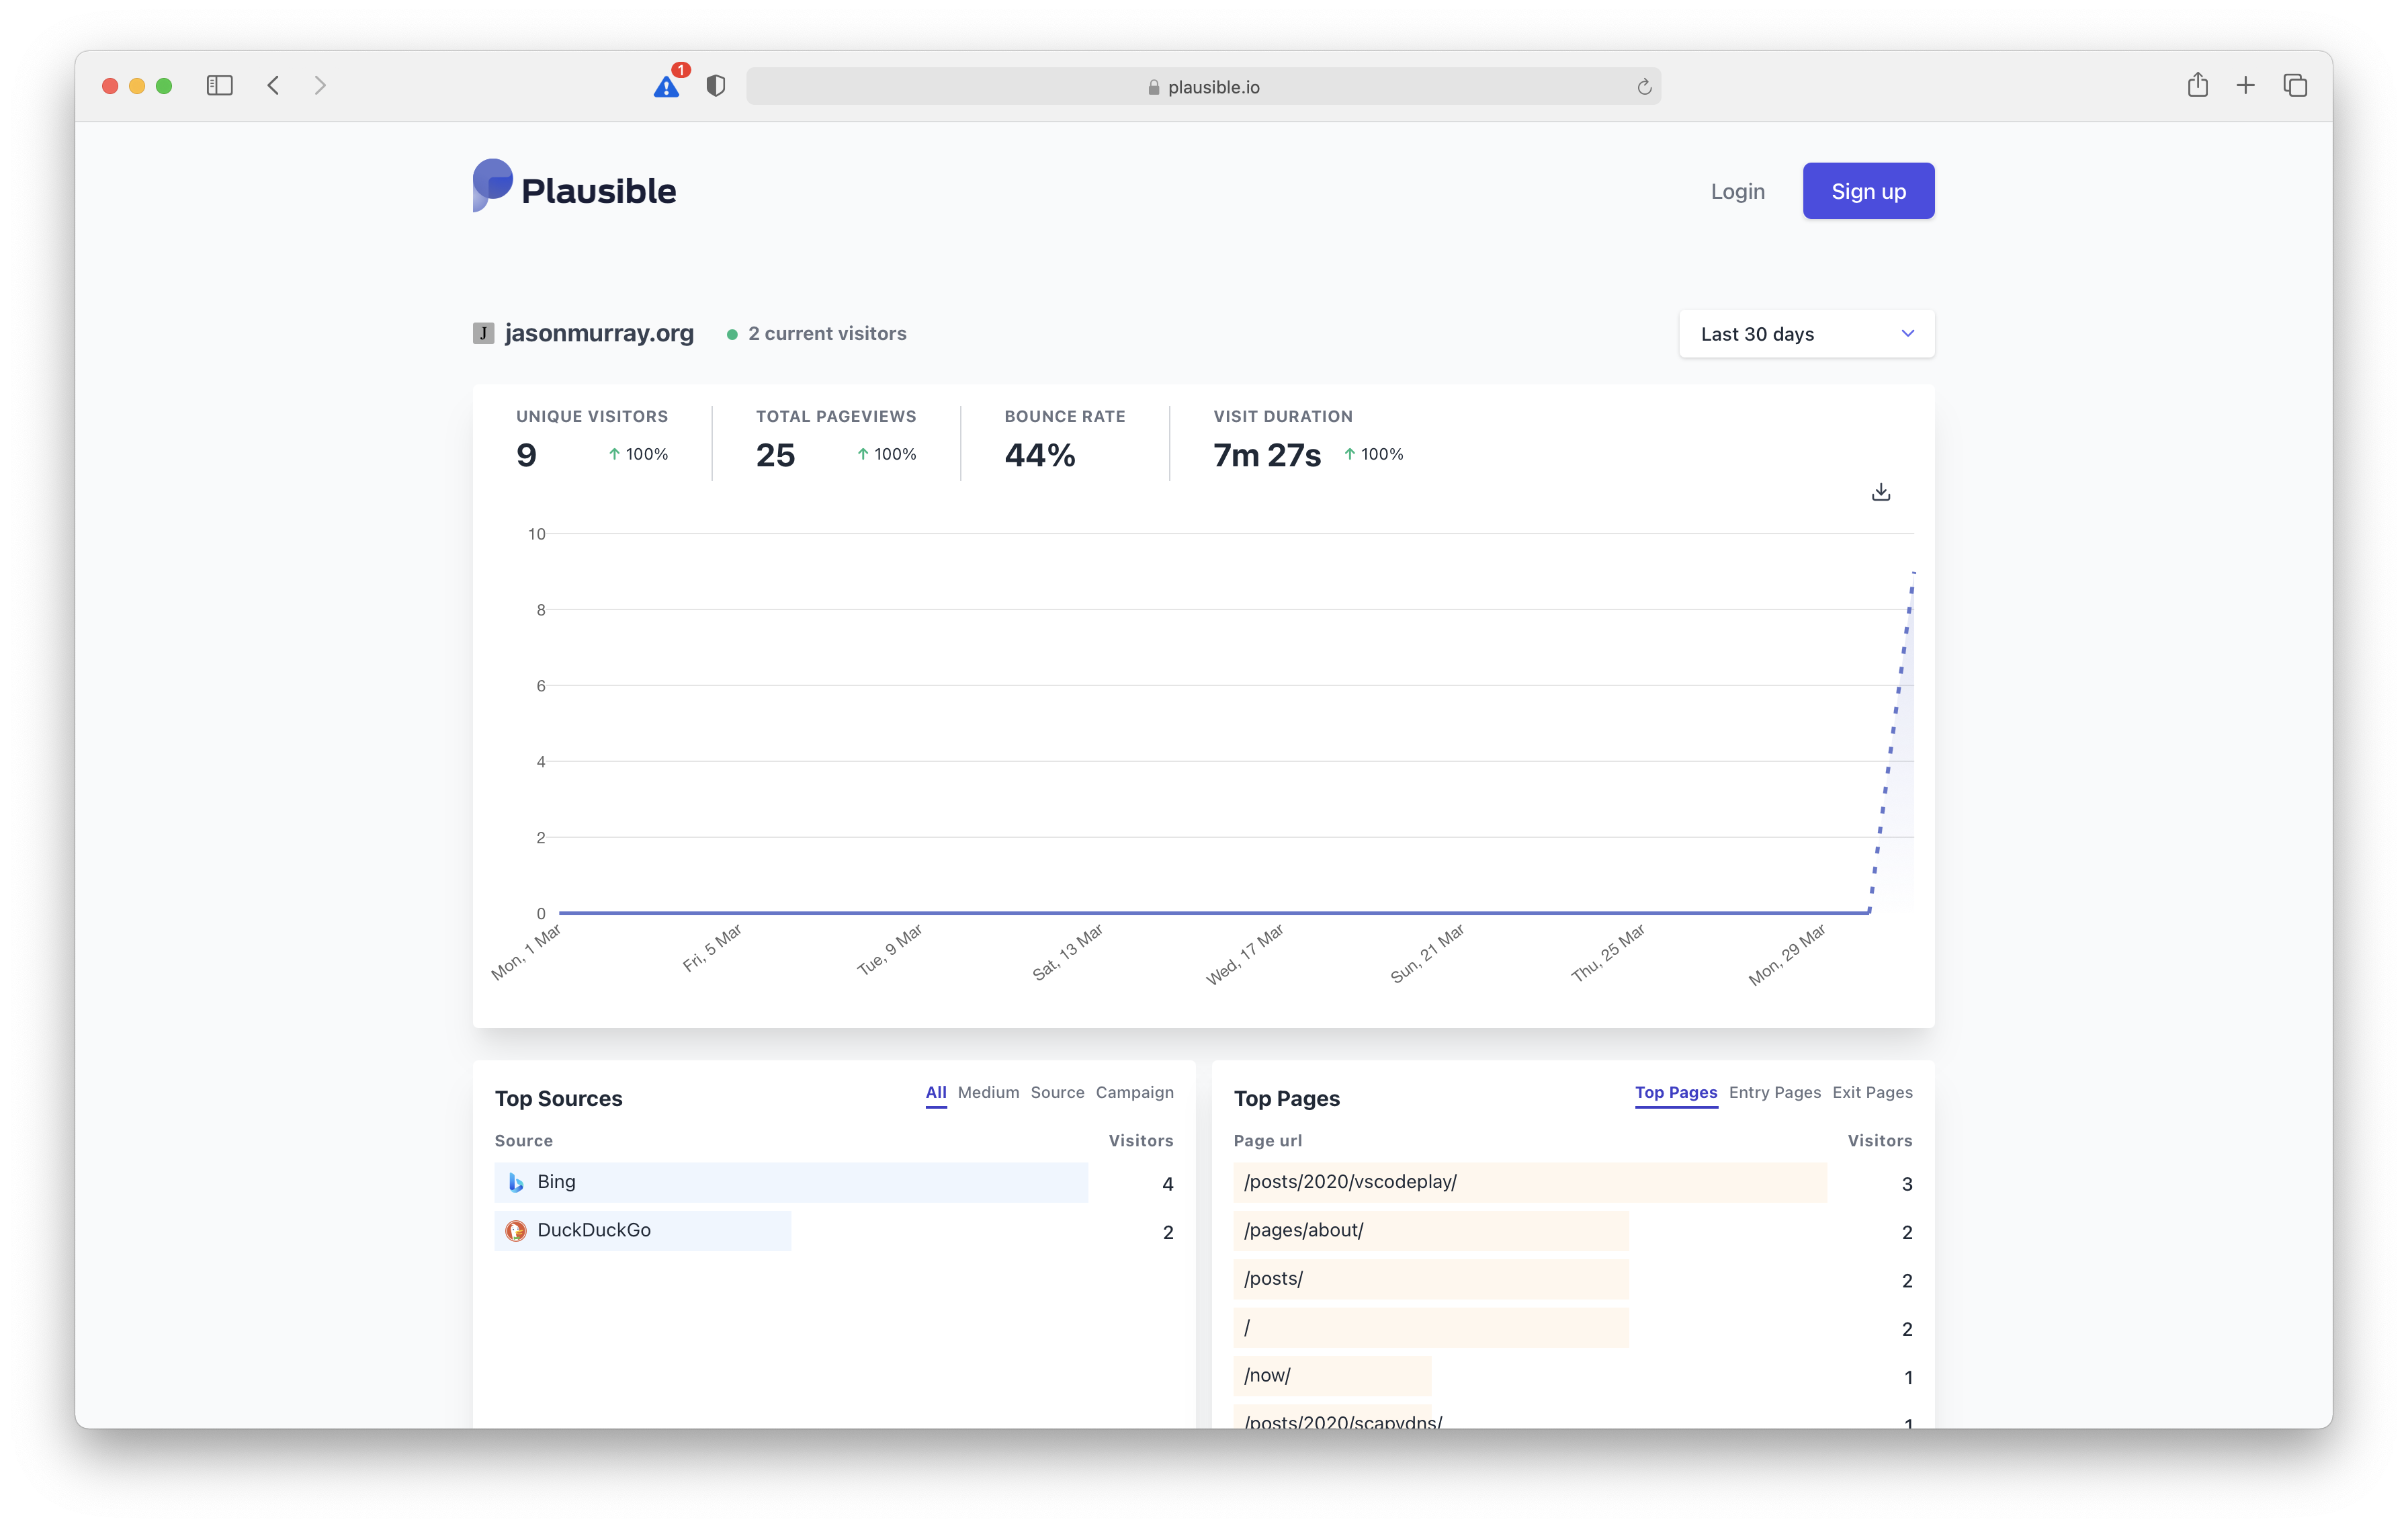 1
plausible.io
Plausible
Login
Sign up
J jasonmurray.org
2 current visitors
Last 30 days
UNIQUE VISITORS
9 ↑ 100%
TOTAL PAGEVIEWS
25 ↑ 100%
BOUNCE RATE
44%
VISIT DURATION
7m 27s ↑ 100%
10
8
6
4
2
0
Mon, 1 Mar
Fri, 5 Mar
Tue, 9 Mar
Sat, 13 Mar
Wed, 17 Mar
Sun, 21 Mar
Thu, 25 Mar
Mon, 29 Mar
Top Sources
All Medium Source Campaign
Source Visitors
Bing 4
DuckDuckGo 2
Top Pages
Top Pages Entry Pages Exit Pages
Page url Visitors
/posts/2020/vscodeplay/ 3
/pages/about/ 2
/posts/ 2
/ 2
/now/ 1
/posts/2020/scapydns/ 1